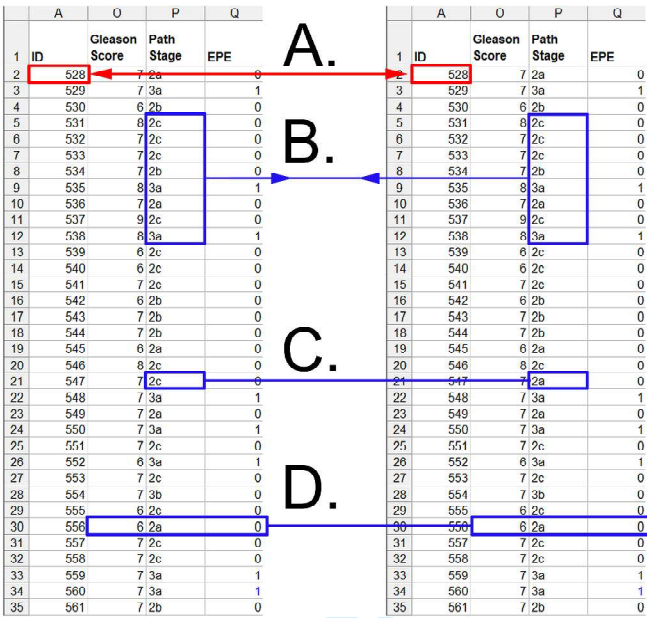 A O P Q A O P Q
1 ID Gleason Score Path Stage EPE A. 1 ID Gleason Score Path Stage EPE
2 528 7 2a 0 2 528 7 2a 0
3 529 7 3a 1 3 529 7 3a 1
4 530 6 2b 0 4 530 6 2b 0
5 531 8 2c 0 5 531 8 2c 0
6 532 7 2c 0 B. 6 532 7 2c 0
7 533 7 2c 0 7 533 7 2c 0
8 534 7 2b 0 8 534 7 2b 0
9 535 8 3a 1 9 535 8 3a 1
10 536 7 2a 0 10 536 7 2a 0
11 537 9 2c 0 11 537 9 2c 0
12 538 8 3a 1 12 538 8 3a 1
13 539 6 2c 0 13 539 6 2c 0
14 540 6 2c 0 14 540 6 2c 0
15 541 7 2c 0 15 541 7 2c 0
16 542 6 2b 0 16 542 6 2b 0
17 543 7 2b 0 17 543 7 2b 0
18 544 7 2b 0 18 544 7 2b 0
19 545 6 2a 0 C. 19 545 6 2a 0
20 546 8 2c 0 20 546 8 2c 0
21 547 7 2c 0 21 547 7 2a 0
22 548 7 3a 1 22 548 7 3a 1
23 549 7 2a 0 23 549 7 2a 0
24 550 7 3a 1 24 550 7 3a 1
25 551 7 2c 0 25 551 7 2c 0
26 552 6 3a 1 26 552 6 3a 1
27 553 7 2c 0 27 553 7 2c 0
28 554 7 3b 0 D. 28 554 7 3b 0
29 555 6 2c 0 29 555 6 2c 0
30 556 6 2a 0 30 556 6 2a 0
31 557 7 2c 0 31 557 7 2c 0
32 558 7 2c 0 32 558 7 2c 0
33 559 7 3a 1 33 559 7 3a 1
34 560 7 3a 1 34 560 7 3a 1
35 561 7 2b 0 35 561 7 2b 0